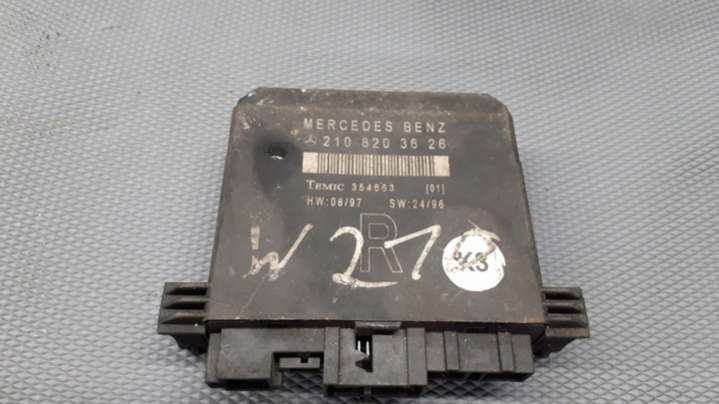 MERCEDES BENZ
210 820 36 26
TEMIC 354663 [01]
HW:08/97 SW:24/96
R
W 210